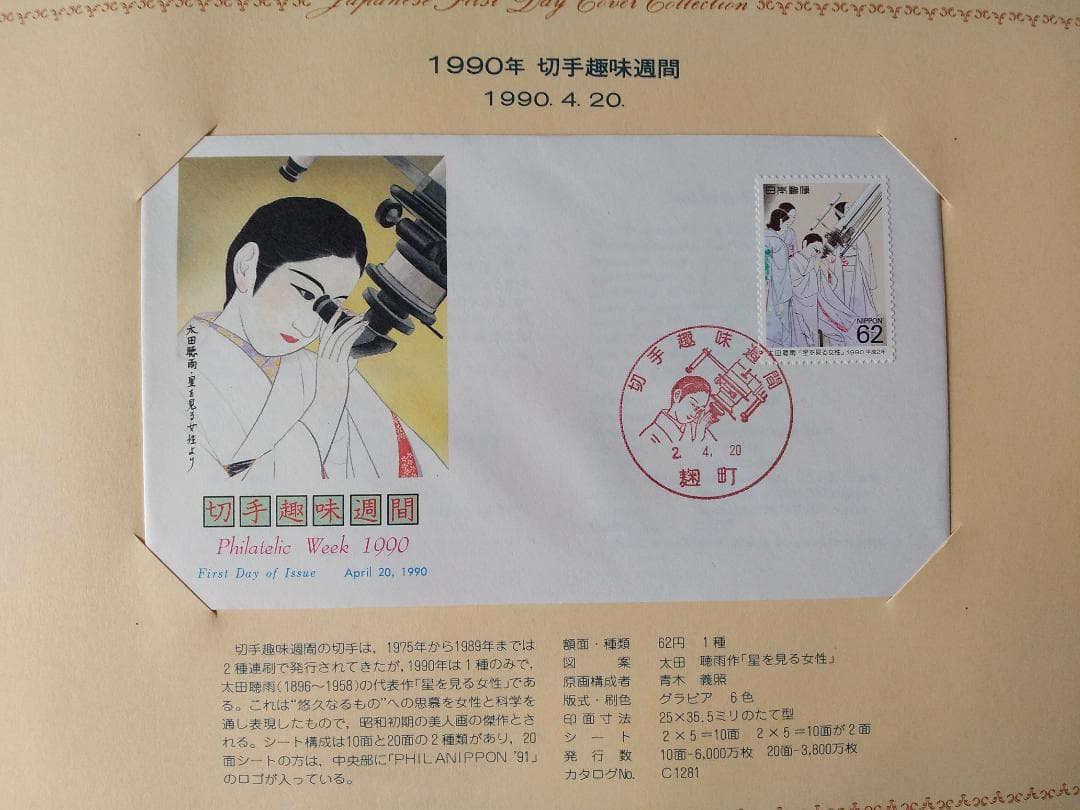 Japanese First Day Cover Collection
1990年 切手趣味週間
1990. 4. 20.
太田聴雨・星を見る女性より
切手趣味週間
Philatelic Week 1990
First Day of Issue April 20, 1990
日本郵便
NIPPON
62
太田聴雨「星を見る女性」1990 平成2年
切手趣味週間
2. 4. 20
麹町
切手趣味週間の切手は、1975年から1989年までは
2種連刷で発行されてきたが、1990年は1種のみで、
太田聴雨(1896〜1958)の代表作「星を見る女性」であ
る。これは“悠久なるもの”への思慕を女性と科学を
通し表現したもので、昭和初期の美人画の傑作とさ
れる。シート構成は10面と20面の2種類があり、20
面シートの方は、中央部に「PHILANIPPON '91」
のロゴが入っている。
額面・種類 62円 1種
図案 太田 聴雨作「星を見る女性」
原画構成者 青木 義照
版式・刷色 グラビア 6色
印面寸法 25×35.5ミリのたて型
シート 2×5=10面 2×5=10面が2面
発行数 10面-6,000万枚 20面-3,800万枚
カタログNo. C1281